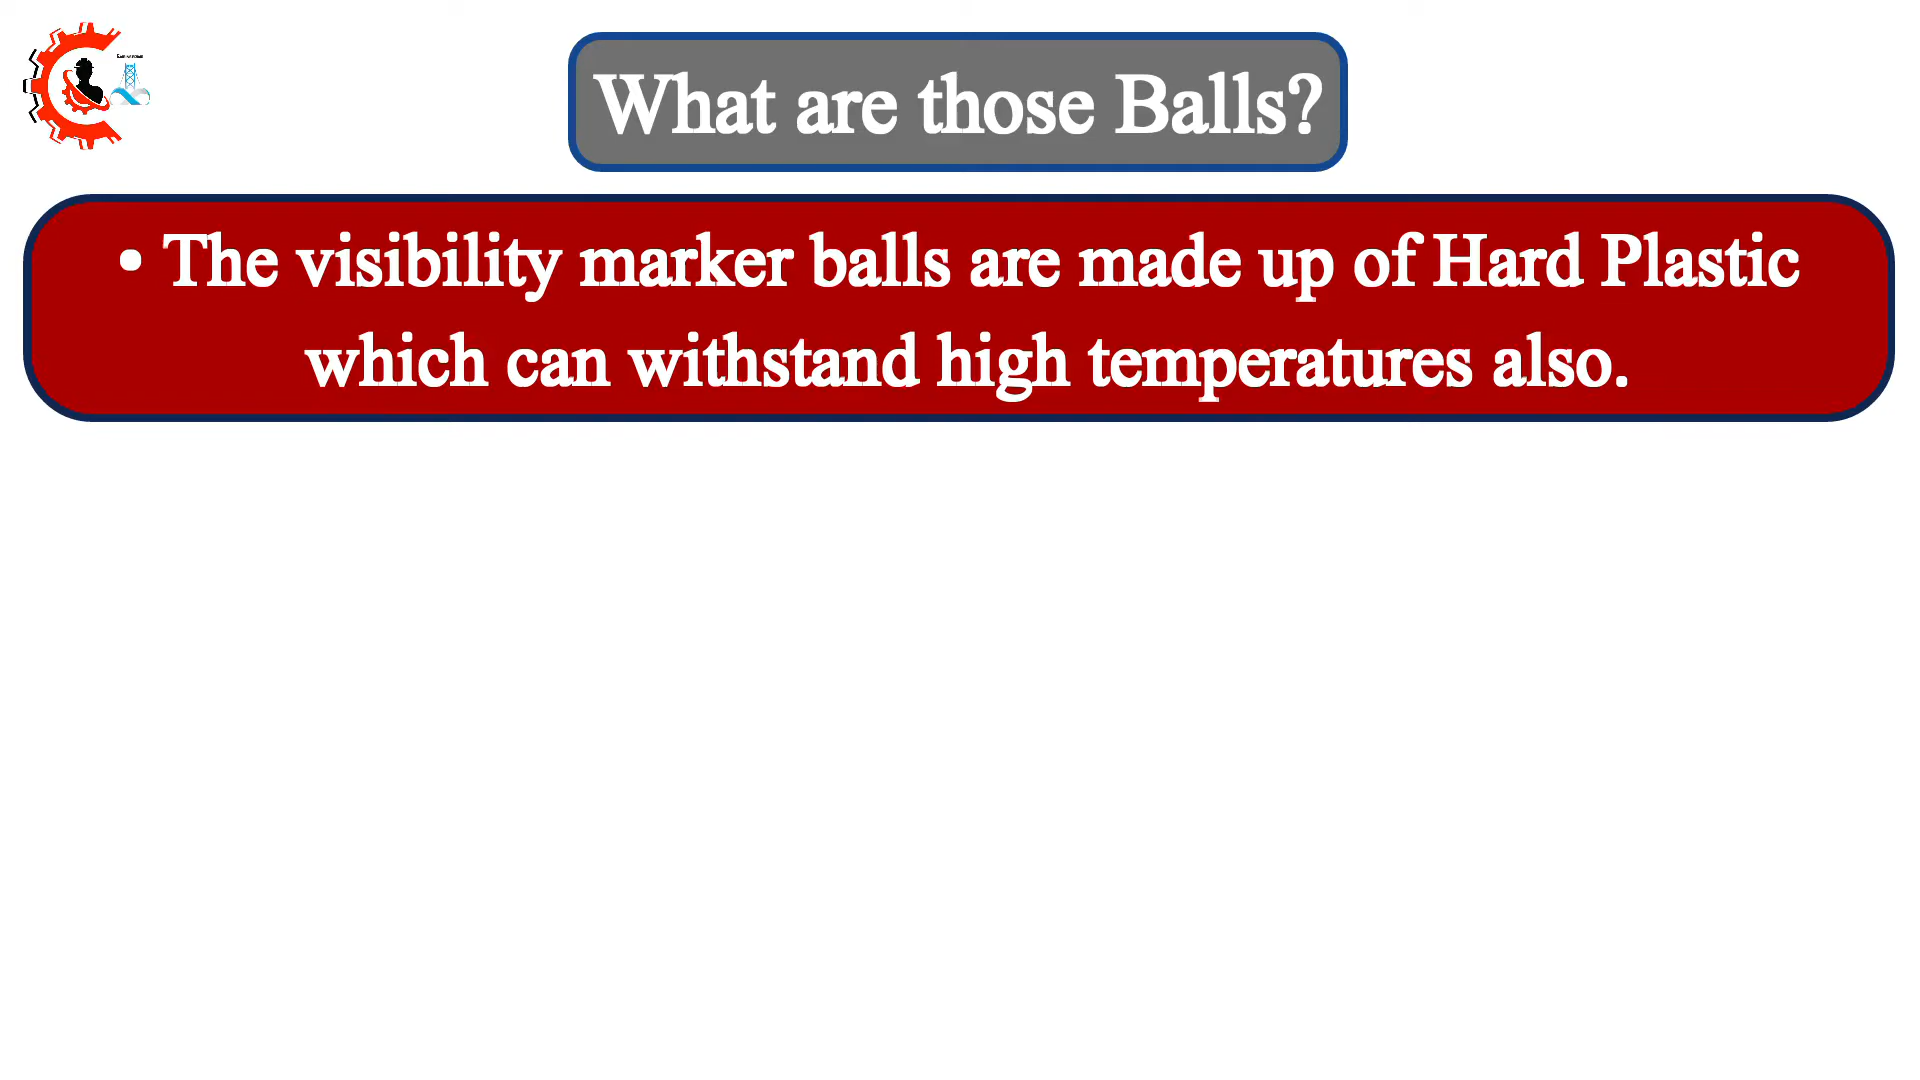 What are those Balls?
• The visibility marker balls are made up of Hard Plastic
which can withstand high temperatures also.